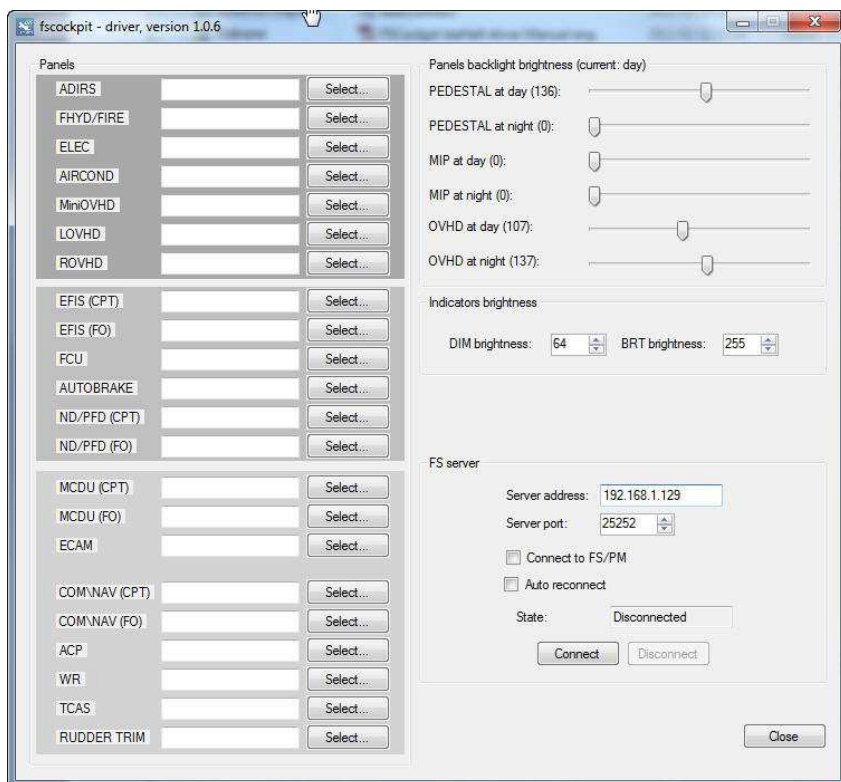 fscockpit - driver, version 1.0.6
Panels
ADIRS Select...
FHYD/FIRE Select...
ELEC Select...
AIRCOND Select...
MiniOVHD Select...
LOVHD Select...
ROVHD Select...
EFIS (CPT) Select...
EFIS (FO) Select...
FCU Select...
AUTOBRAKE Select...
ND/PFD (CPT) Select...
ND/PFD (FO) Select...
MCDU (CPT) Select...
MCDU (FO) Select...
ECAM Select...
COM\NAV (CPT) Select...
COM\NAV (FO) Select...
ACP Select...
WR Select...
TCAS Select...
RUDDER TRIM Select...
Panels backlight brightness (current: day)
PEDESTAL at day (136):
PEDESTAL at night (0):
MIP at day (0):
MIP at night (0):
OVHD at day (107):
OVHD at night (137):
Indicators brightness
DIM brightness: 64 BRT brightness: 255
FS server
Server address: 192.168.1.129
Server port: 25252
Connect to FS/PM
Auto reconnect
State: Disconnected
Connect Disconnect
Close